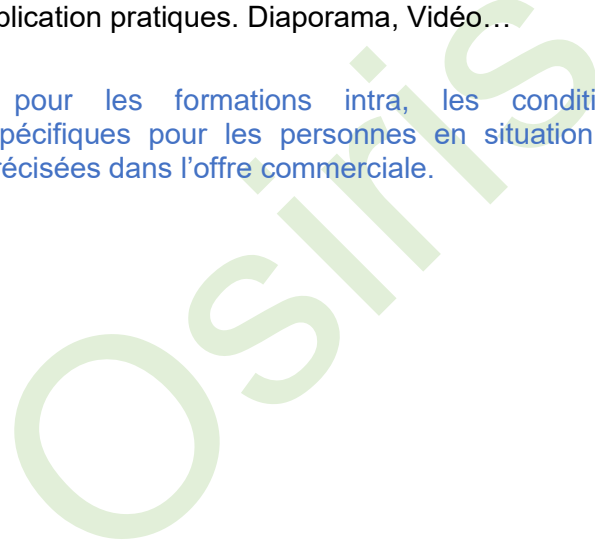 plication pratiques. Diaporama, Vidéo…
pour les formations intra, les conditi
pécifiques pour les personnes en situation
récisées dans l’offre commerciale.
Osiris